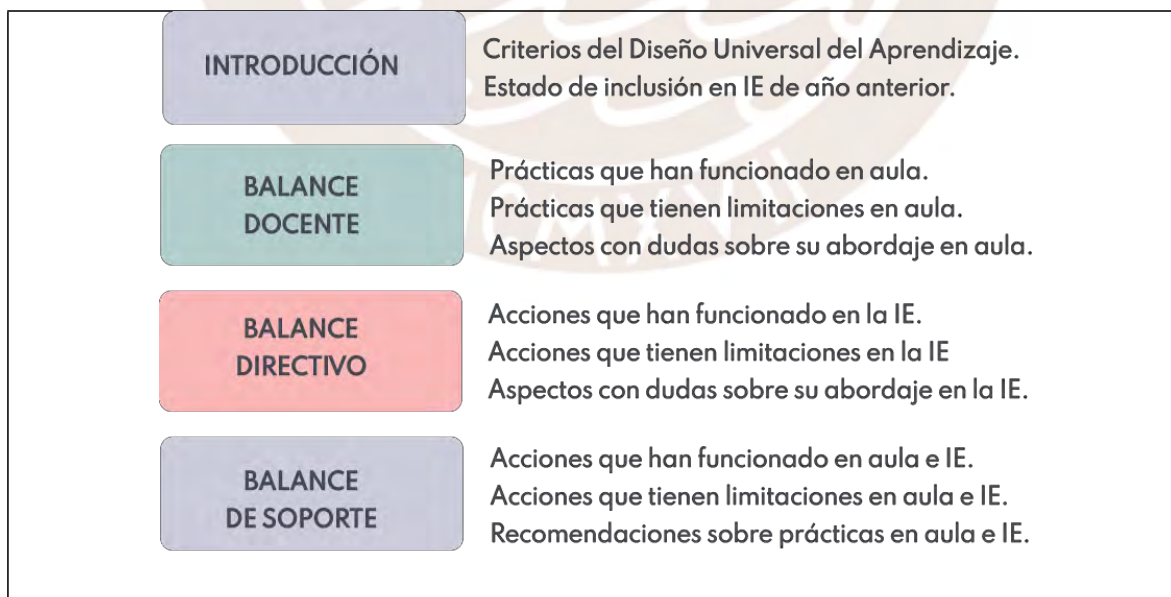 INTRODUCCIÓN
Criterios del Diseño Universal del Aprendizaje.
Estado de inclusión en IE de año anterior.
BALANCE
DOCENTE
Prácticas que han funcionado en aula.
Prácticas que tienen limitaciones en aula.
Aspectos con dudas sobre su abordaje en aula.
BALANCE
DIRECTIVO
Acciones que han funcionado en la IE.
Acciones que tienen limitaciones en la IE
Aspectos con dudas sobre su abordaje en la IE.
BALANCE
DE SOPORTE
Acciones que han funcionado en aula e IE.
Acciones que tienen limitaciones en aula e IE.
Recomendaciones sobre prácticas en aula e IE.